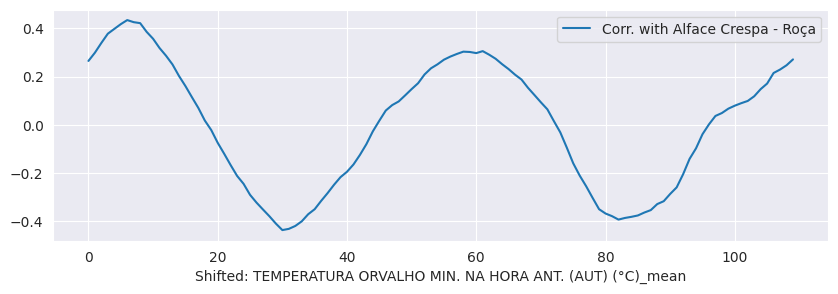 Corr. with Alface Crespa - Roça
0.4
0.2
0.0
−0.2
−0.4
0 20 40 60 80 100
Shifted: TEMPERATURA ORVALHO MIN. NA HORA ANT. (AUT) (°C)_mean